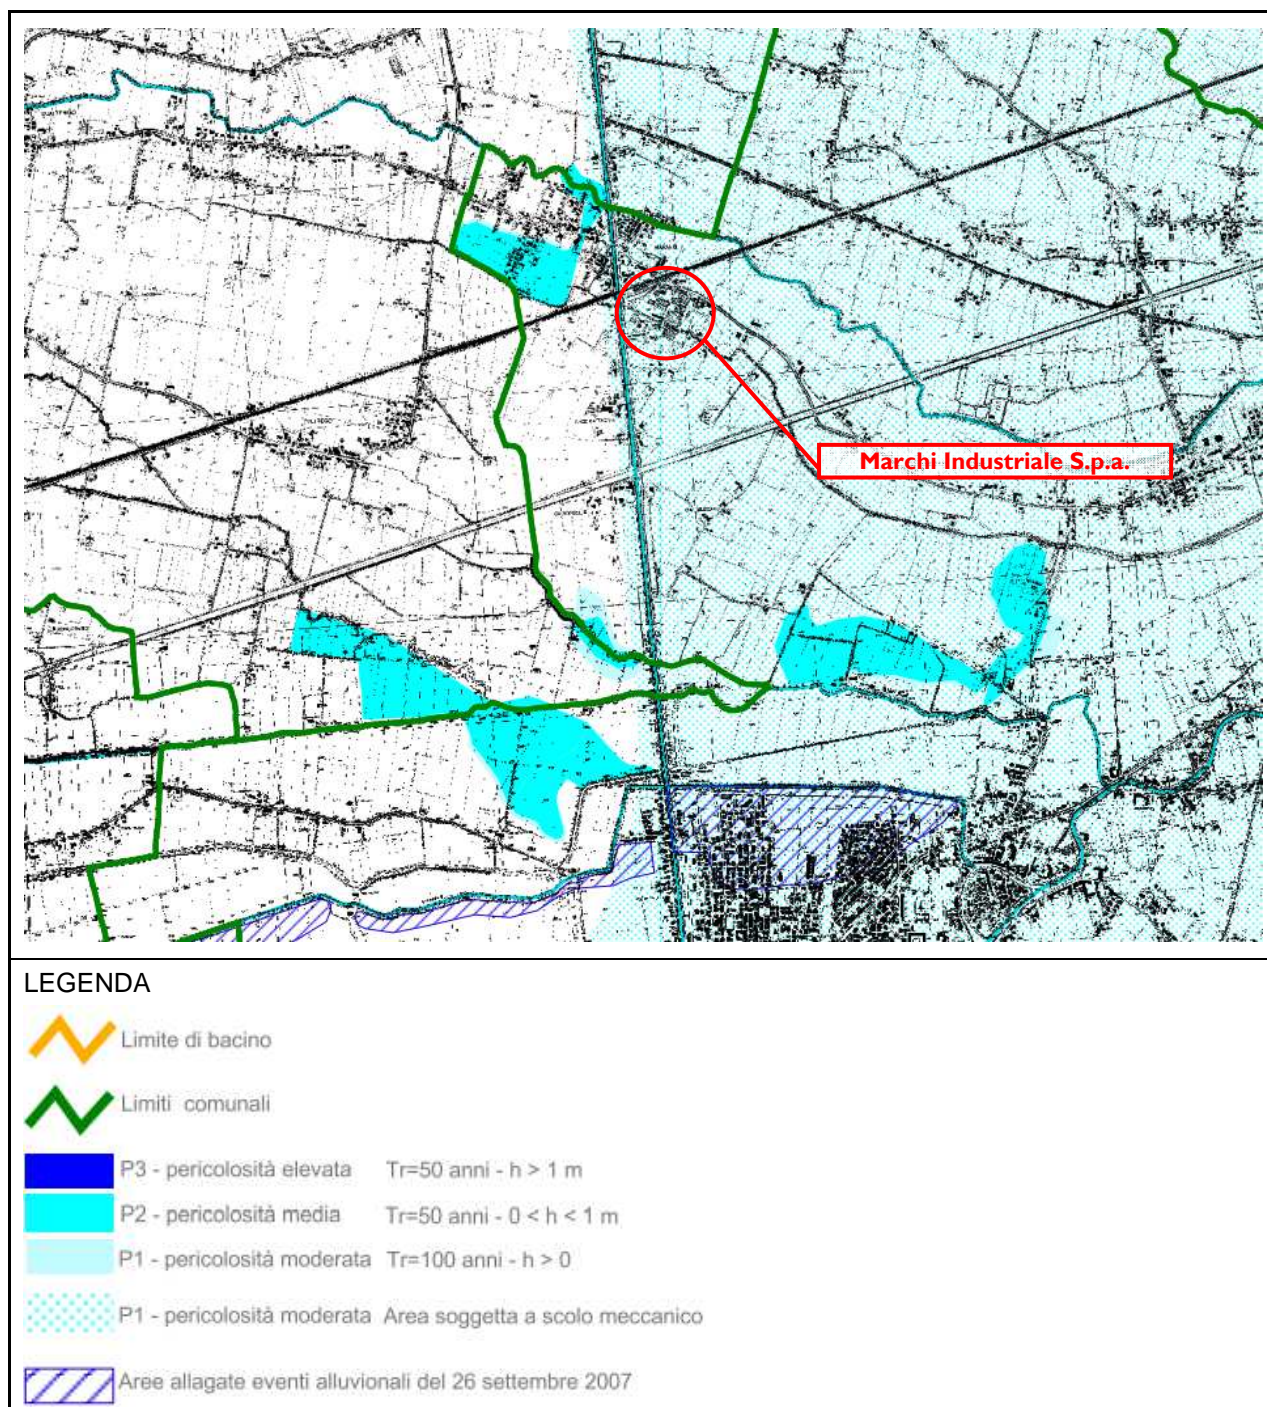 Marchi Industriale S.p.a.
LEGENDA
Limite di bacino
Limiti comunali
P3 - pericolosità elevata Tr=50 anni - h > 1 m
P2 - pericolosità media Tr=50 anni - 0 < h < 1 m
P1 - pericolosità moderata Tr=100 anni - h > 0
P1 - pericolosità moderata Area soggetta a scolo meccanico
Aree allagate eventi alluvionali del 26 settembre 2007